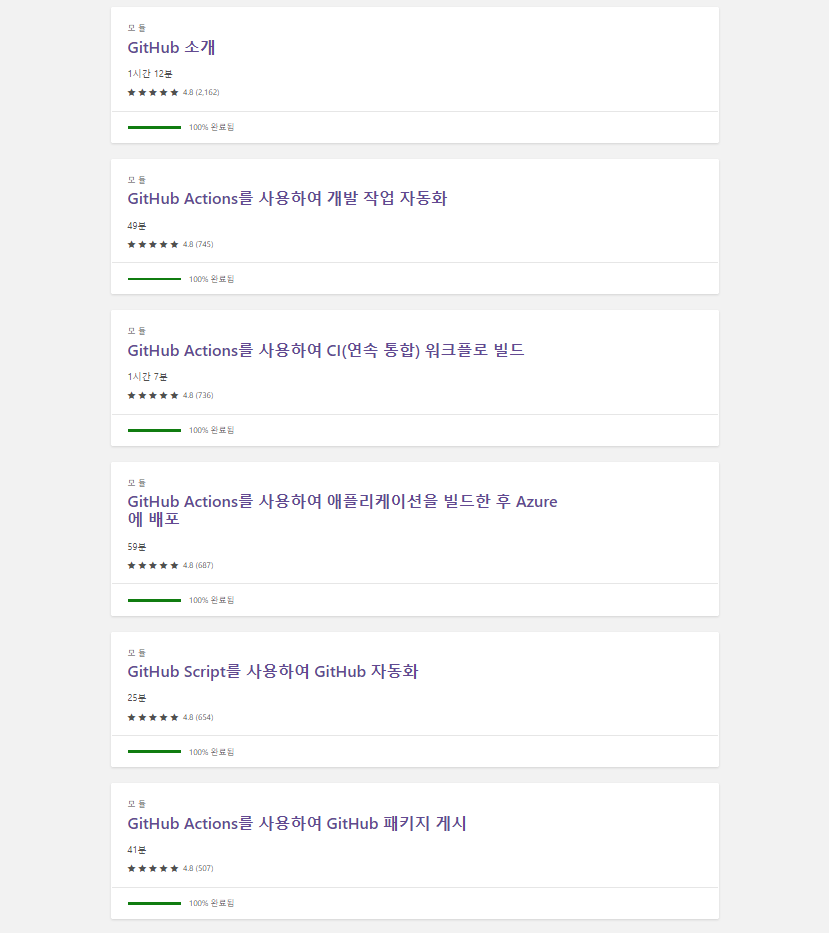 모듈
GitHub 소개
1시간 12분
4.8 (2,162)
100% 완료됨
모듈
GitHub Actions를 사용하여 개발 작업 자동화
49분
4.8 (745)
100% 완료됨
모듈
GitHub Actions를 사용하여 CI(연속 통합) 워크플로 빌드
1시간 7분
4.8 (736)
100% 완료됨
모듈
GitHub Actions를 사용하여 애플리케이션을 빌드한 후 Azure
에 배포
59분
4.8 (687)
100% 완료됨
모듈
GitHub Script를 사용하여 GitHub 자동화
25분
4.8 (654)
100% 완료됨
모듈
GitHub Actions를 사용하여 GitHub 패키지 게시
41분
4.8 (507)
100% 완료됨